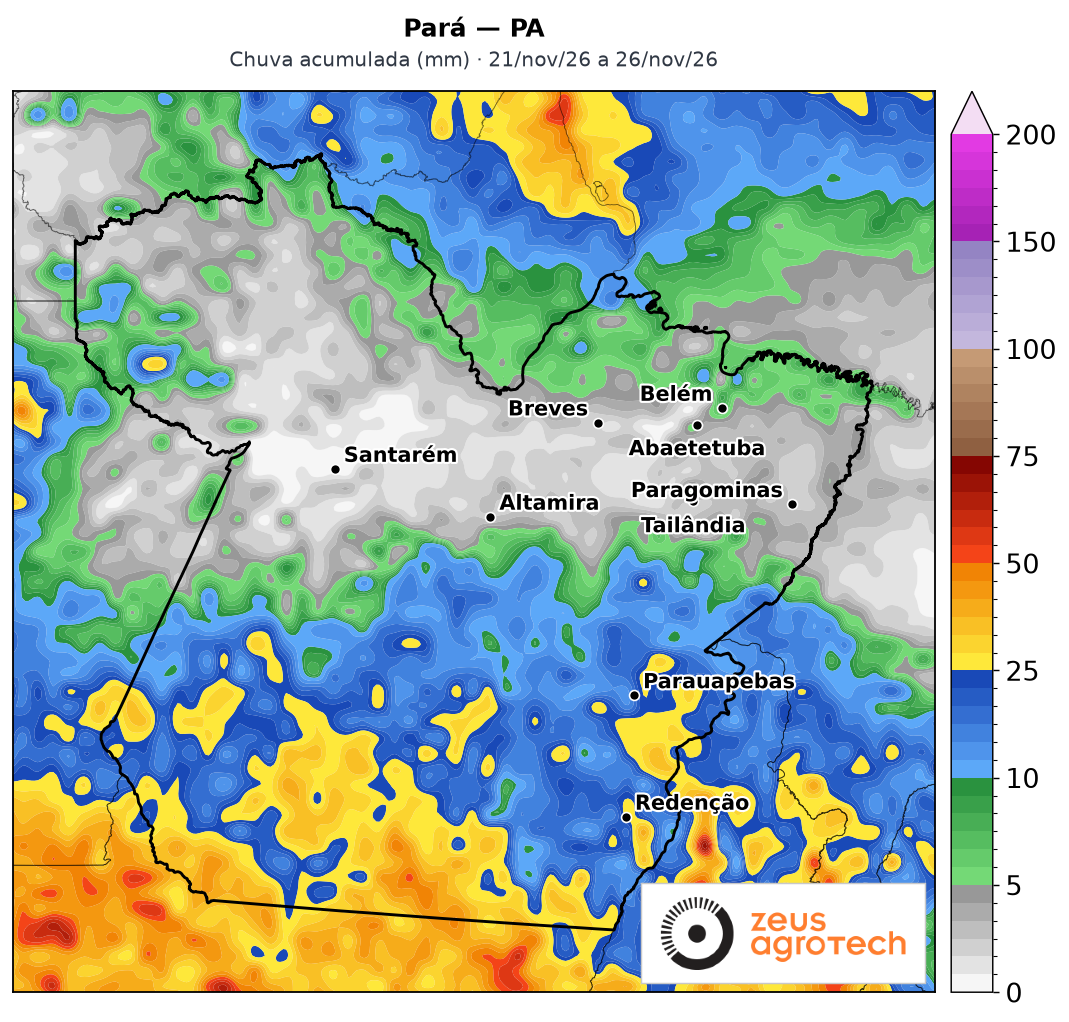 Pará — PA
Chuva acumulada (mm) · 21/nov/26 a 26/nov/26
200
150
100
75
50
25
10
5
0
Belém
Breves
Abaetetuba
Santarém
Paragominas
Altamira
Tailândia
Parauapebas
Redenção
zeus
agrotech